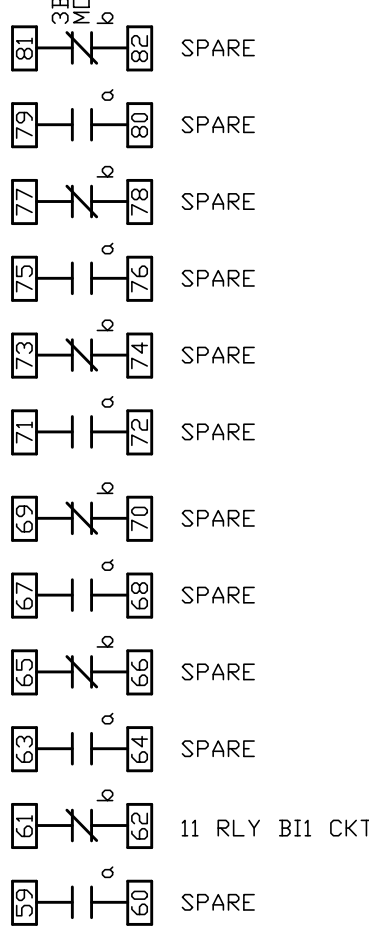 81 b 82 SPARE
79 a 80 SPARE
77 b 78 SPARE
75 a 76 SPARE
73 b 74 SPARE
71 a 72 SPARE
69 b 70 SPARE
67 a 68 SPARE
65 b 66 SPARE
63 a 64 SPARE
61 b 62 11 RLY BI1 CKT
59 a 60 SPARE